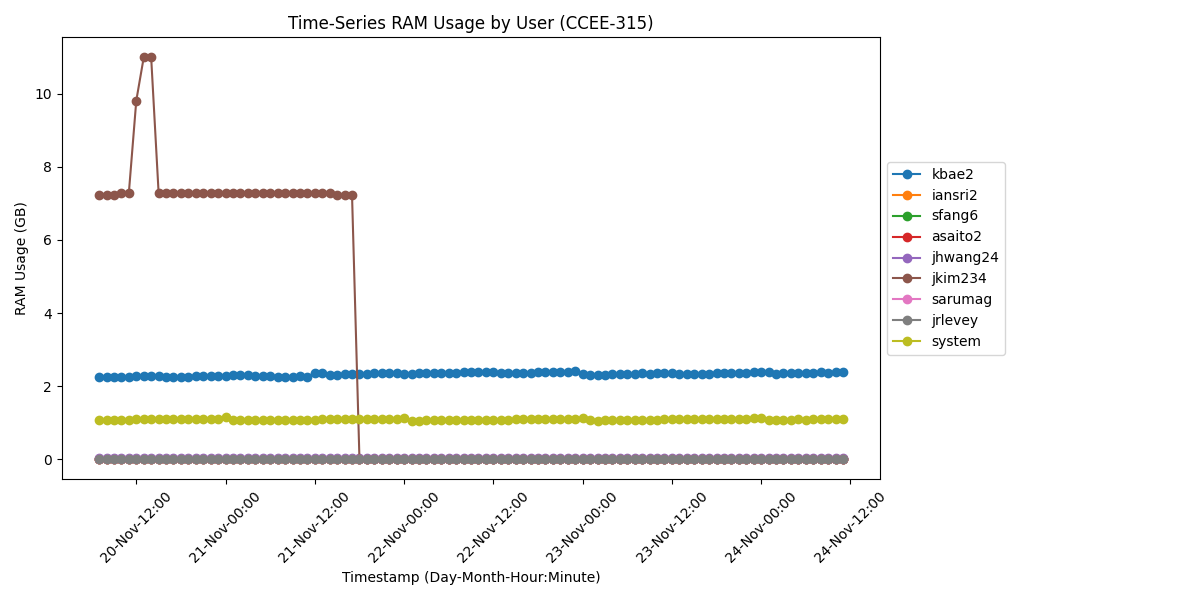 Time-Series RAM Usage by User (CCEE-315)
RAM Usage (GB)
10
8
6
4
2
0
20-Nov-12:00
21-Nov-00:00
21-Nov-12:00
22-Nov-00:00
22-Nov-12:00
23-Nov-00:00
23-Nov-12:00
24-Nov-00:00
24-Nov-12:00
Timestamp (Day-Month-Hour:Minute)
kbae2
iansri2
sfang6
asaito2
jhwang24
jkim234
sarumag
jrlevey
system